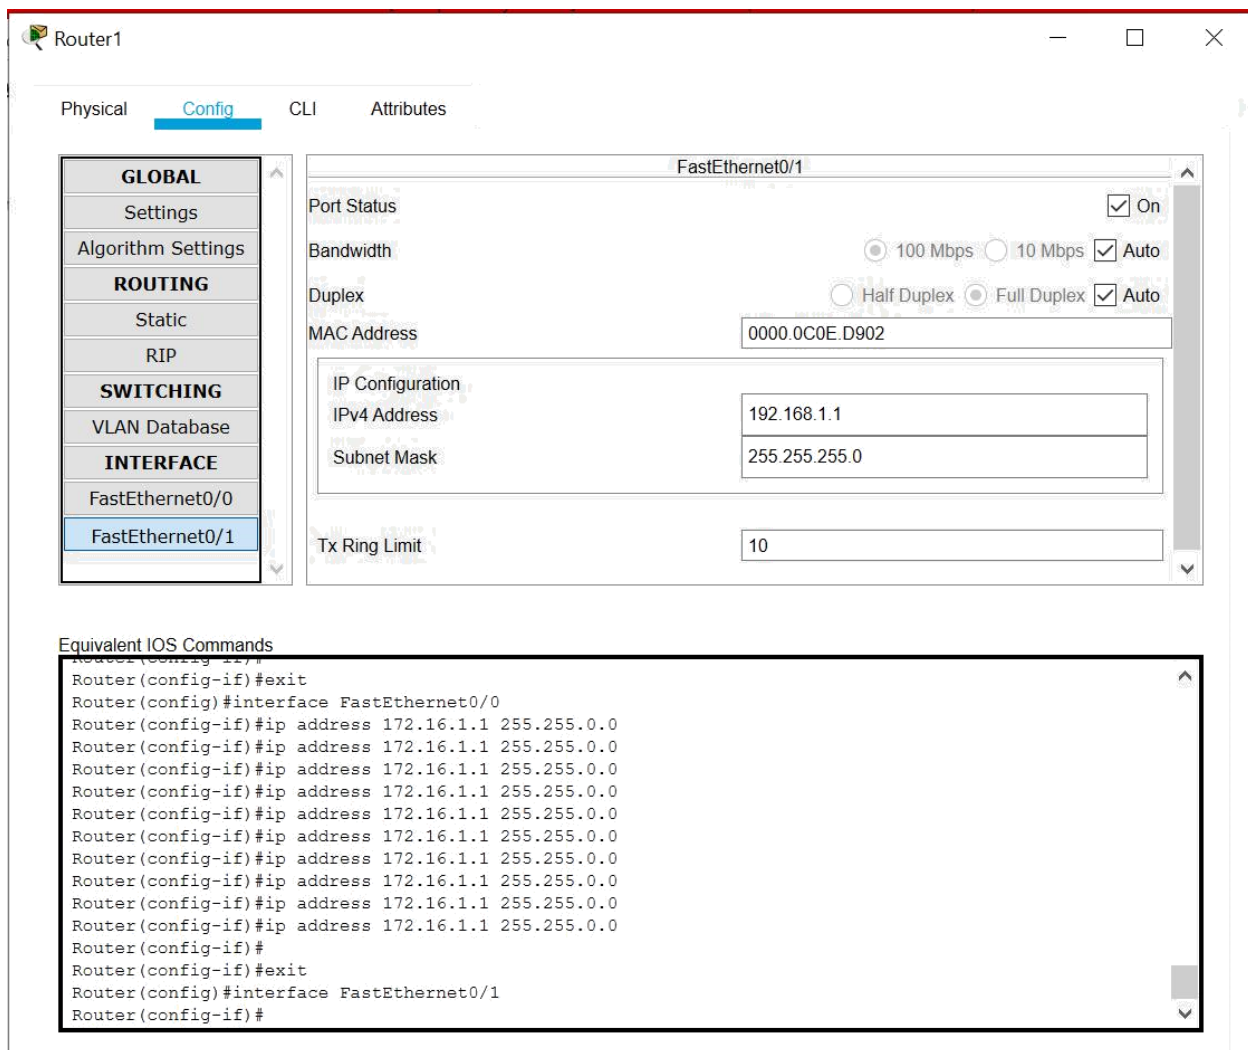 Router1
Physical Config CLI Attributes
GLOBAL
Settings
Algorithm Settings
ROUTING
Static
RIP
SWITCHING
VLAN Database
INTERFACE
FastEthernet0/0
FastEthernet0/1
FastEthernet0/1
Port Status On
Bandwidth 100 Mbps 10 Mbps Auto
Duplex Half Duplex Full Duplex Auto
MAC Address 0000.0C0E.D902
IP Configuration
IPv4 Address 192.168.1.1
Subnet Mask 255.255.255.0
Tx Ring Limit 10
Equivalent IOS Commands
Router(config-if)#
Router(config-if)#exit
Router(config)#interface FastEthernet0/0
Router(config-if)#ip address 172.16.1.1 255.255.0.0
Router(config-if)#ip address 172.16.1.1 255.255.0.0
Router(config-if)#ip address 172.16.1.1 255.255.0.0
Router(config-if)#ip address 172.16.1.1 255.255.0.0
Router(config-if)#ip address 172.16.1.1 255.255.0.0
Router(config-if)#ip address 172.16.1.1 255.255.0.0
Router(config-if)#ip address 172.16.1.1 255.255.0.0
Router(config-if)#ip address 172.16.1.1 255.255.0.0
Router(config-if)#ip address 172.16.1.1 255.255.0.0
Router(config-if)#ip address 172.16.1.1 255.255.0.0
Router(config-if)#
Router(config-if)#exit
Router(config)#interface FastEthernet0/1
Router(config-if)#